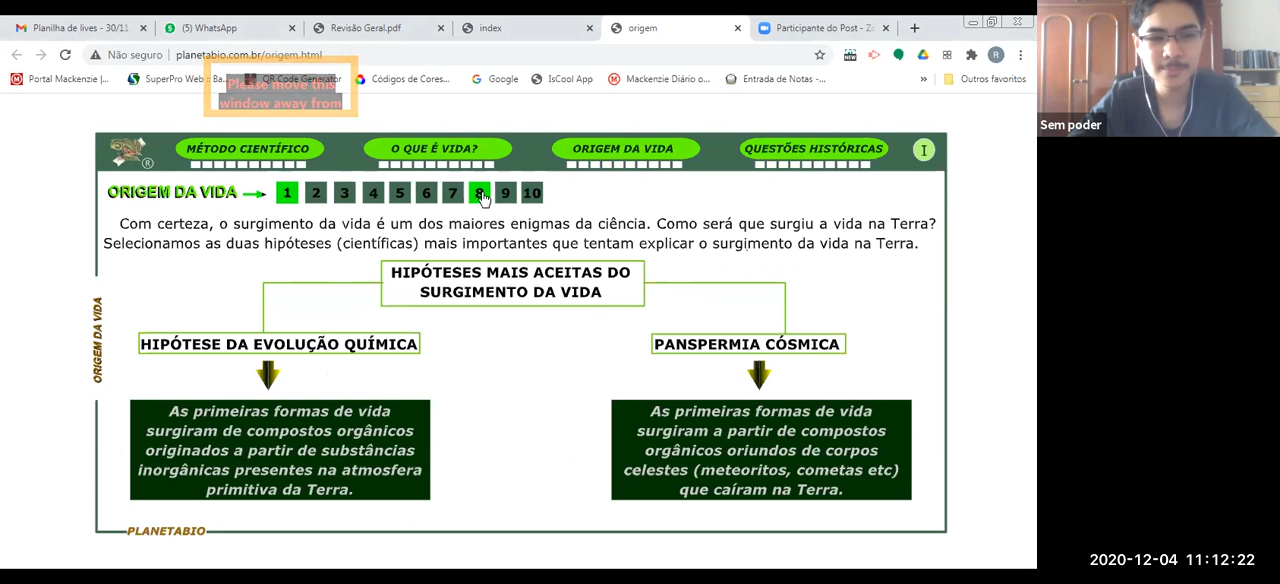 Planilha de lives - 30/11
(5) WhatsApp
Revisão Geral.pdf
index
origem
Participante do Post - Z
Não seguro
planetabio.com.br/origem.html
Portal Mackenzie |...
SuperPro Web
QR Code Generator
Códigos de Cores...
Google
IsCool App
Mackenzie Diário o...
Entrada de Notas -...
Outros favoritos
Please move this
window away from
Sem poder
MÉTODO CIENTÍFICO
O QUE É VIDA?
ORIGEM DA VIDA
QUESTÕES HISTÓRICAS
I
ORIGEM DA VIDA
1 2 3 4 5 6 7 8 9 10
Com certeza, o surgimento da vida é um dos maiores enigmas da ciência. Como será que surgiu a vida na Terra?
Selecionamos as duas hipóteses (científicas) mais importantes que tentam explicar o surgimento da vida na Terra.
HIPÓTESES MAIS ACEITAS DO
SURGIMENTO DA VIDA
HIPÓTESE DA EVOLUÇÃO QUÍMICA
PANSPERMIA CÓSMICA
ORIGEM DA VIDA
As primeiras formas de vida
surgiram de compostos orgânicos
originados a partir de substâncias
inorgânicas presentes na atmosfera
primitiva da Terra.
As primeiras formas de vida
surgiram a partir de compostos
orgânicos oriundos de corpos
celestes (meteoritos, cometas etc)
que caíram na Terra.
PLANETABIO
2020-12-04 11:12:22